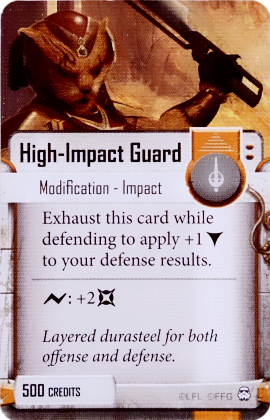 High-Impact Guard
Modification - Impact
Exhaust this card while
defending to apply +1
to your defense results.
: +2
Layered durasteel for both
offense and defense.
500 CREDITS
©LFL ©FFG